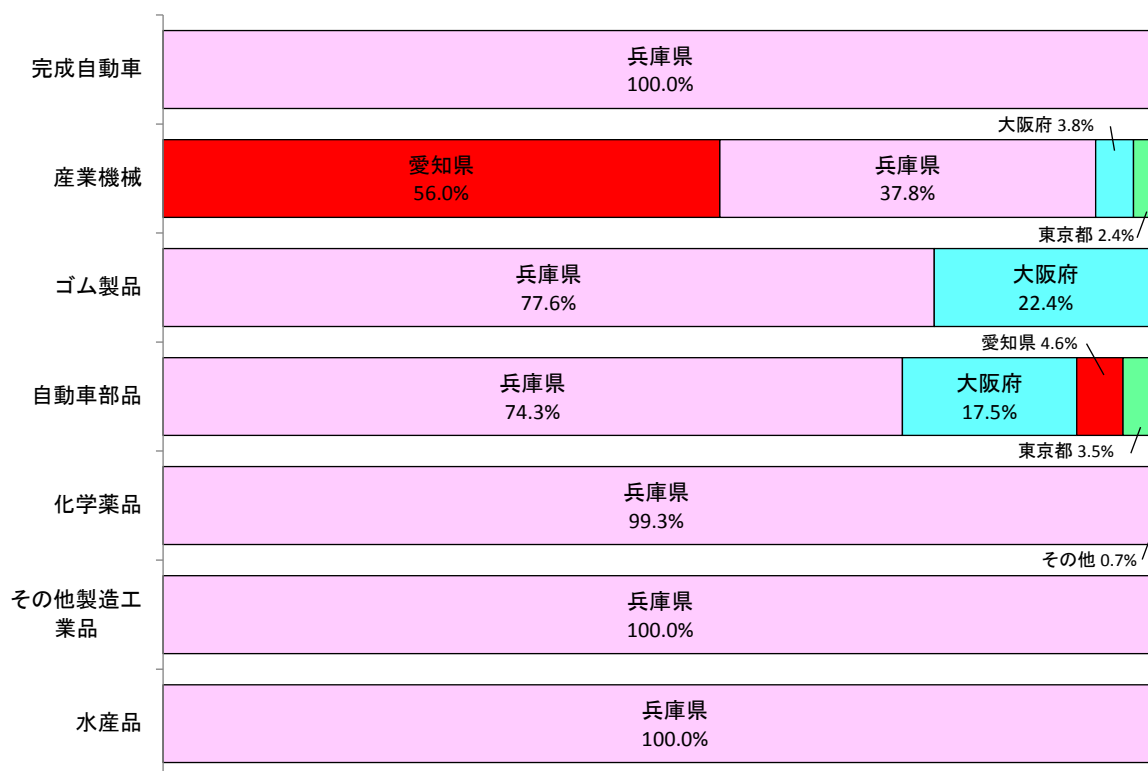 完成自動車
兵庫県
100.0%
大阪府 3.8%
産業機械
愛知県
56.0%
兵庫県
37.8%
東京都 2.4%
ゴム製品
兵庫県
77.6%
大阪府
22.4%
愛知県 4.6%
自動車部品
兵庫県
74.3%
大阪府
17.5%
東京都 3.5%
化学薬品
兵庫県
99.3%
その他 0.7%
その他製造工
業品
兵庫県
100.0%
水産品
兵庫県
100.0%